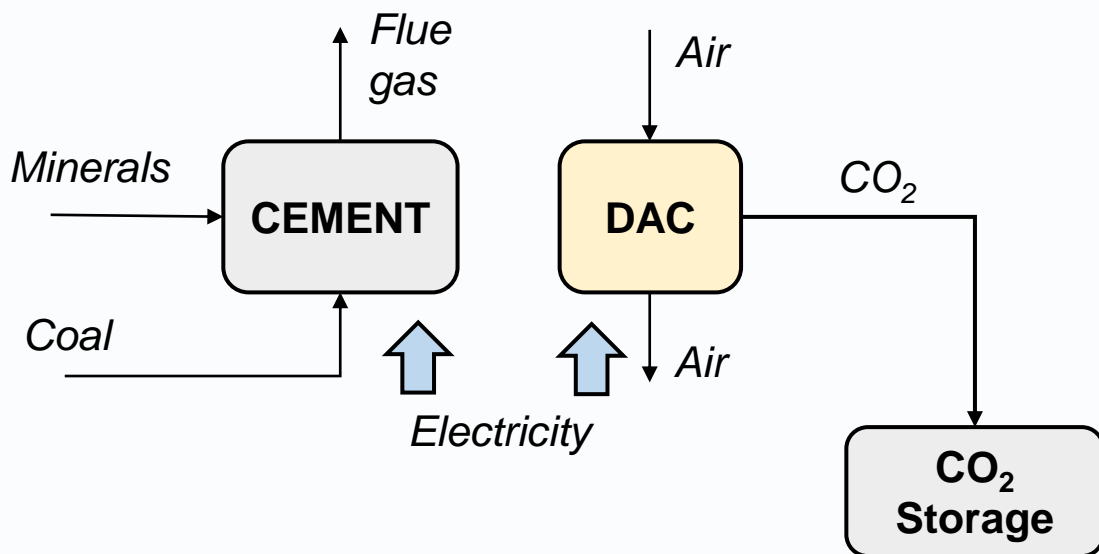 Flue
gas
Air
Minerals
CEMENT
DAC
CO₂
Coal
Air
Electricity
CO₂
Storage